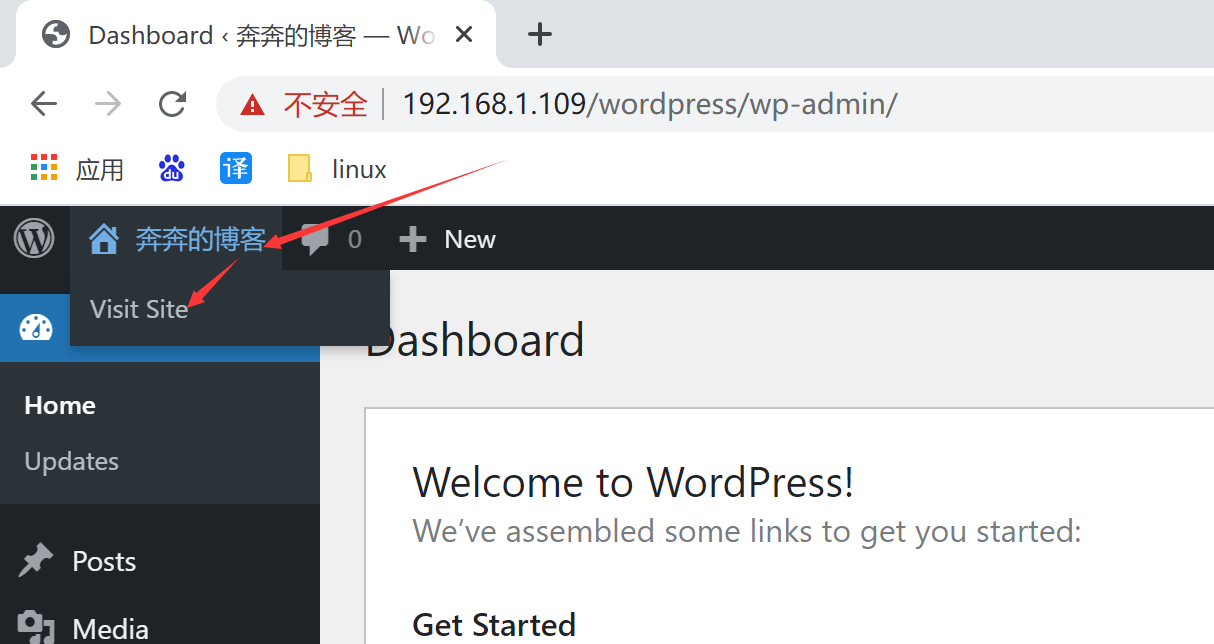 Dashboard ‹ 奔奔的博客 — Wo
不安全 192.168.1.109/wordpress/wp-admin/
应用 du 译 linux
奔奔的博客 0 New
Visit Site
Dashboard
Home
Updates
Welcome to WordPress!
We've assembled some links to get you started:
Posts
Get Started
Media